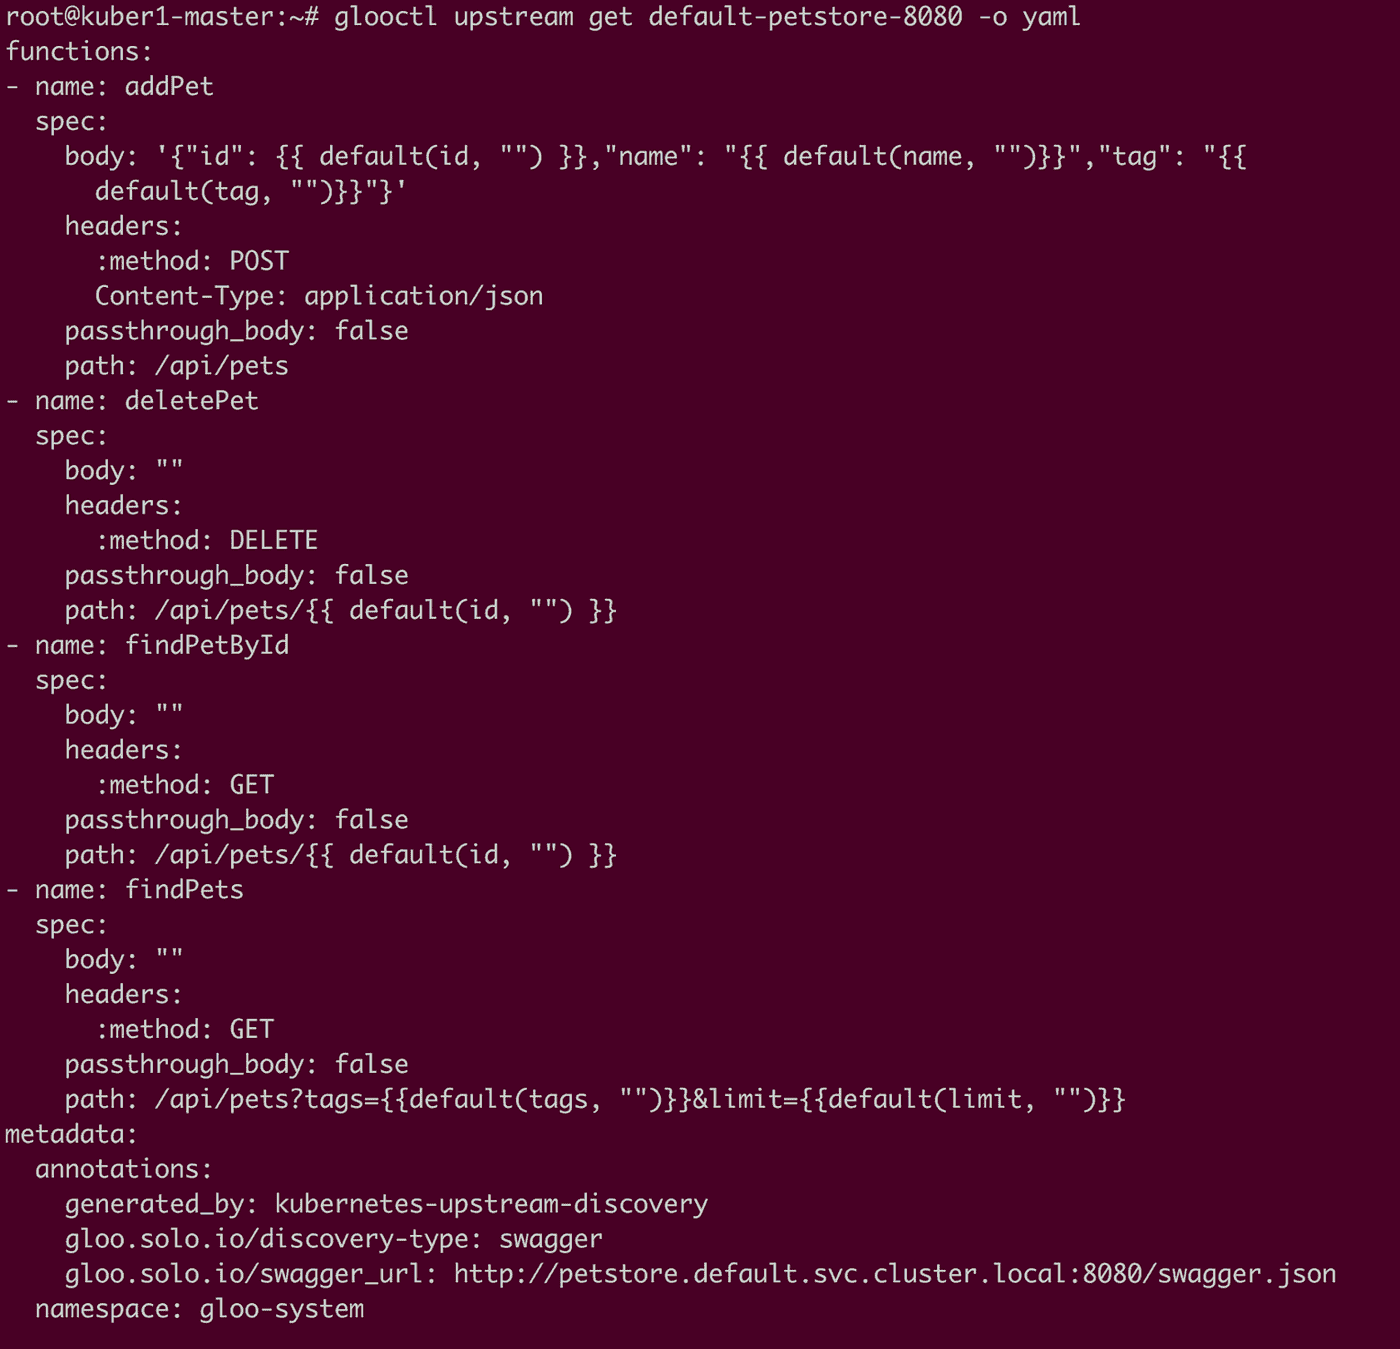 root@kuber1-master:~# glooctl upstream get default-petstore-8080 -o yaml
functions:
- name: addPet
  spec:
    body: '{"id": {{ default(id, "") }},"name": "{{ default(name, "")}}","tag": "{{
      default(tag, "")}}"}'
    headers:
      :method: POST
      Content-Type: application/json
    passthrough_body: false
    path: /api/pets
- name: deletePet
  spec:
    body: ""
    headers:
      :method: DELETE
    passthrough_body: false
    path: /api/pets/{{ default(id, "") }}
- name: findPetById
  spec:
    body: ""
    headers:
      :method: GET
    passthrough_body: false
    path: /api/pets/{{ default(id, "") }}
- name: findPets
  spec:
    body: ""
    headers:
      :method: GET
    passthrough_body: false
    path: /api/pets?tags={{default(tags, "")}}&limit={{default(limit, "")}}
metadata:
  annotations:
    generated_by: kubernetes-upstream-discovery
    gloo.solo.io/discovery-type: swagger
    gloo.solo.io/swagger_url: http://petstore.default.svc.cluster.local:8080/swagger.json
  namespace: gloo-system